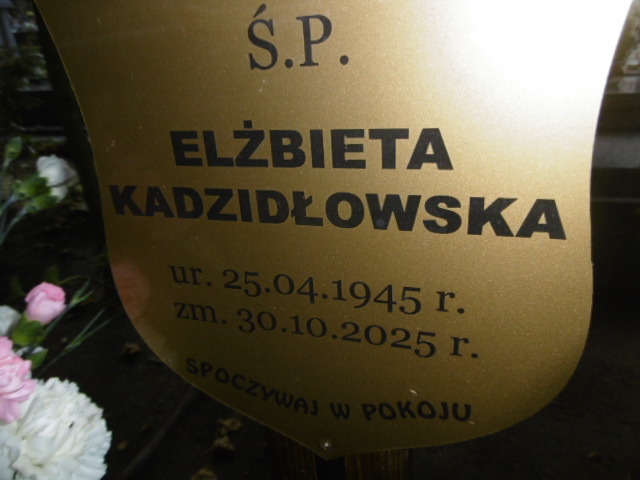 Ś.P.
ELŻBIETA
KADZIDŁOWSKA
ur. 25.04.1945 r.
zm. 30.10.2025 r.
SPOCZYWAJ W POKOJU